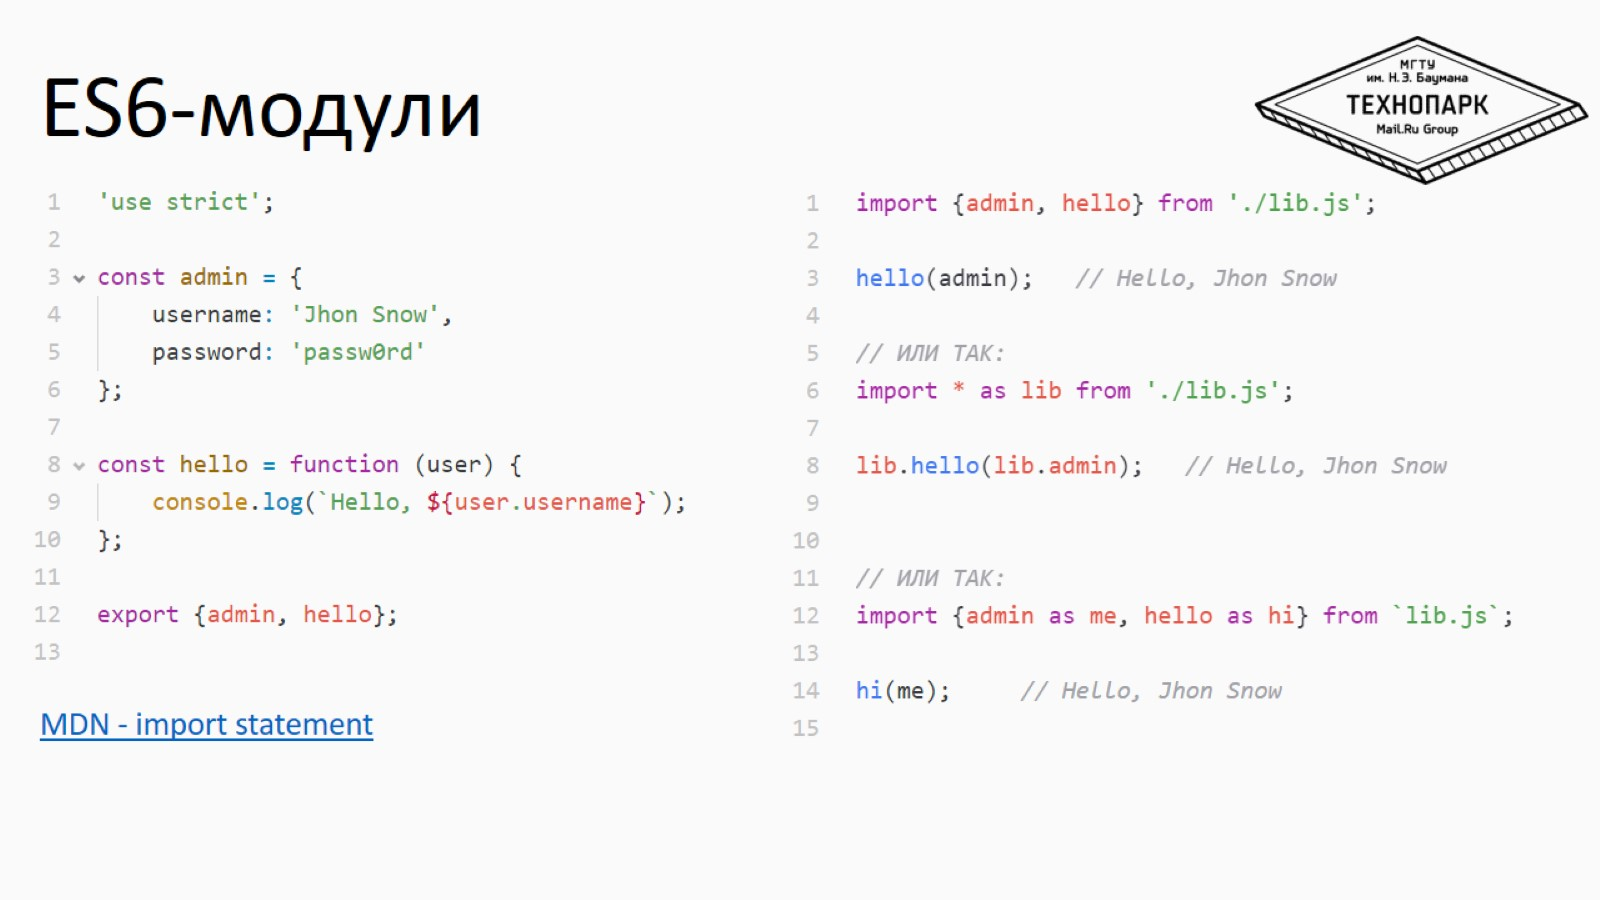 ES6-модули
МГТУ
им. Н.Э. Баумана
ТЕХНОПАРК
Mail.Ru Group
1 'use strict';
2
3 const admin = {
4 username: 'Jhon Snow',
5 password: 'passw0rd'
6 };
7
8 const hello = function (user) {
9 console.log(`Hello, ${user.username}`);
10 };
11
12 export {admin, hello};
13
MDN - import statement
1 import {admin, hello} from './lib.js';
2
3 hello(admin); // Hello, Jhon Snow
4
5 // ИЛИ ТАК:
6 import * as lib from './lib.js';
7
8 lib.hello(lib.admin); // Hello, Jhon Snow
9
10
11 // ИЛИ ТАК:
12 import {admin as me, hello as hi} from `lib.js`;
13
14 hi(me); // Hello, Jhon Snow
15